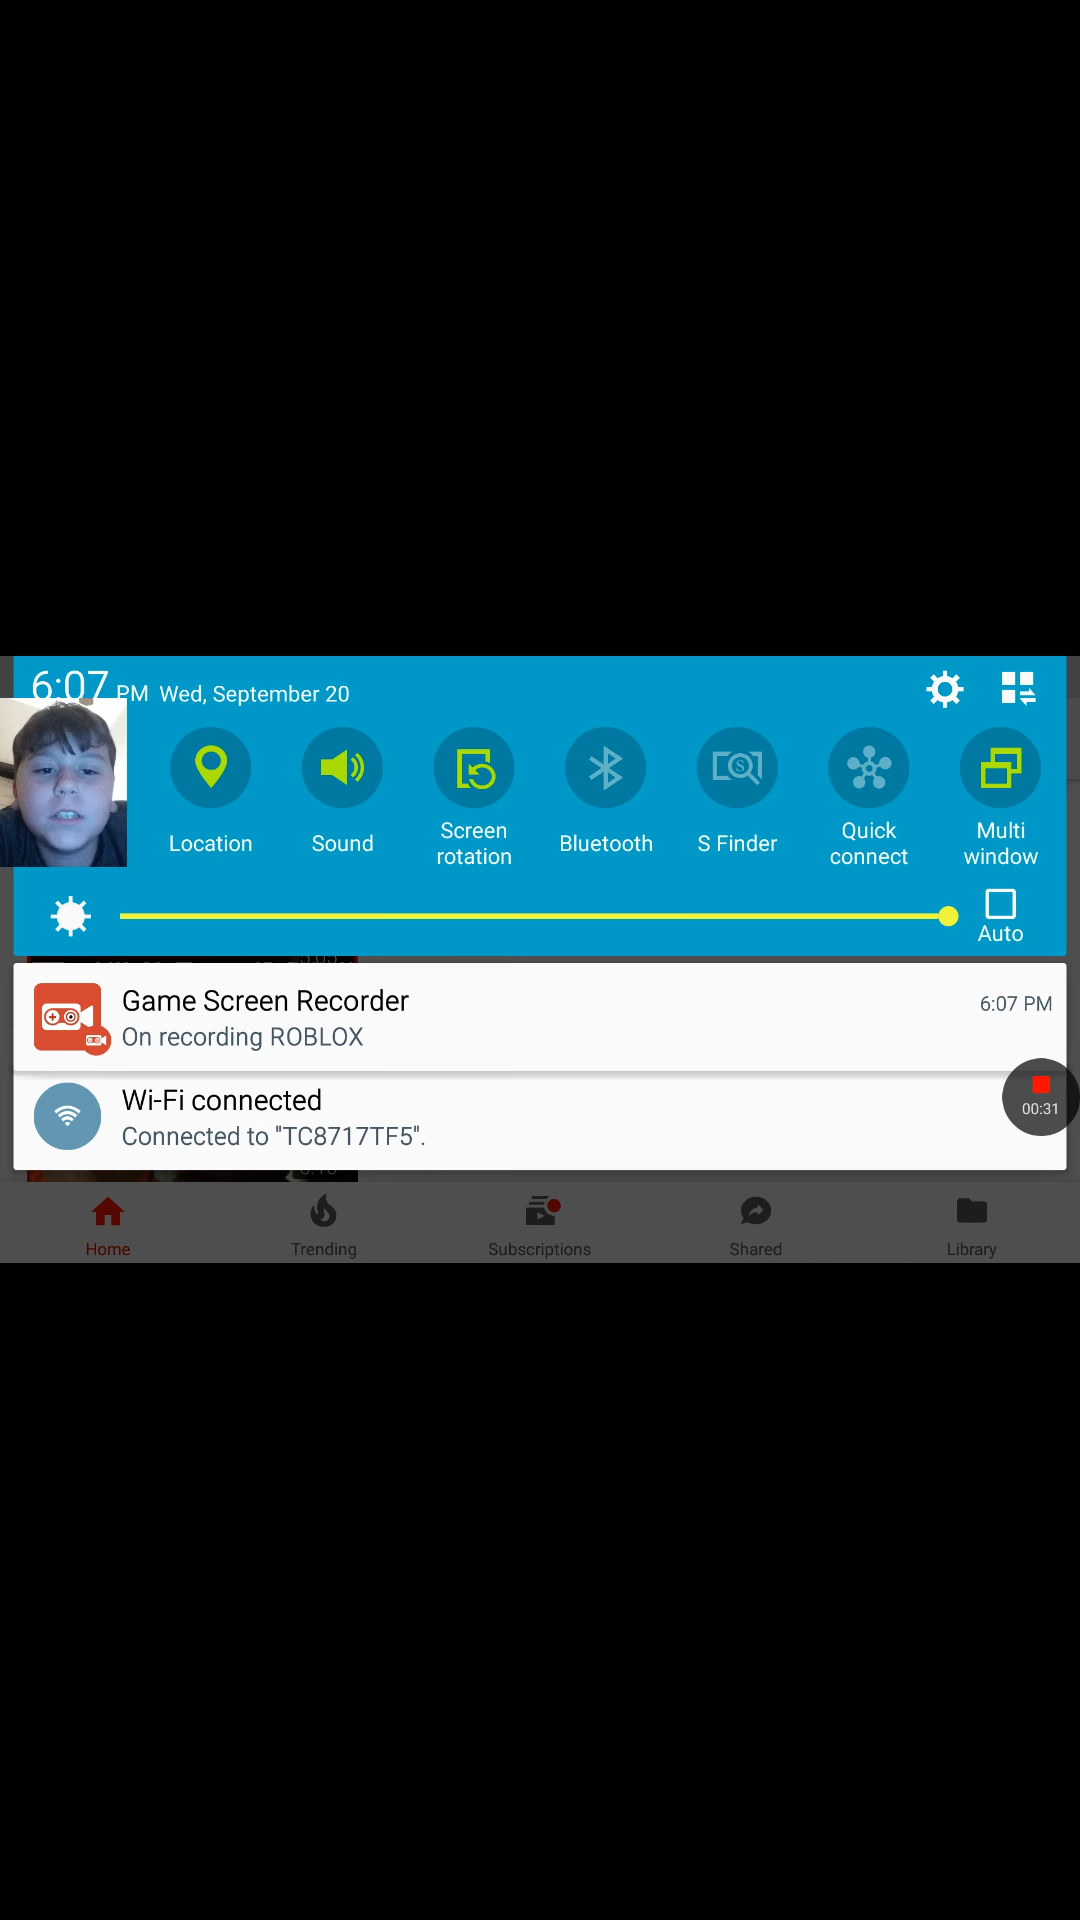 6:07 PM Wed, September 20
Location
Sound
Screen rotation
Bluetooth
S Finder
Quick connect
Multi window
Auto
Game Screen Recorder
6:07 PM
On recording ROBLOX
00:31
Wi-Fi connected
Connected to "TC8717TF5".
Home
Trending
Subscriptions
Shared
Library